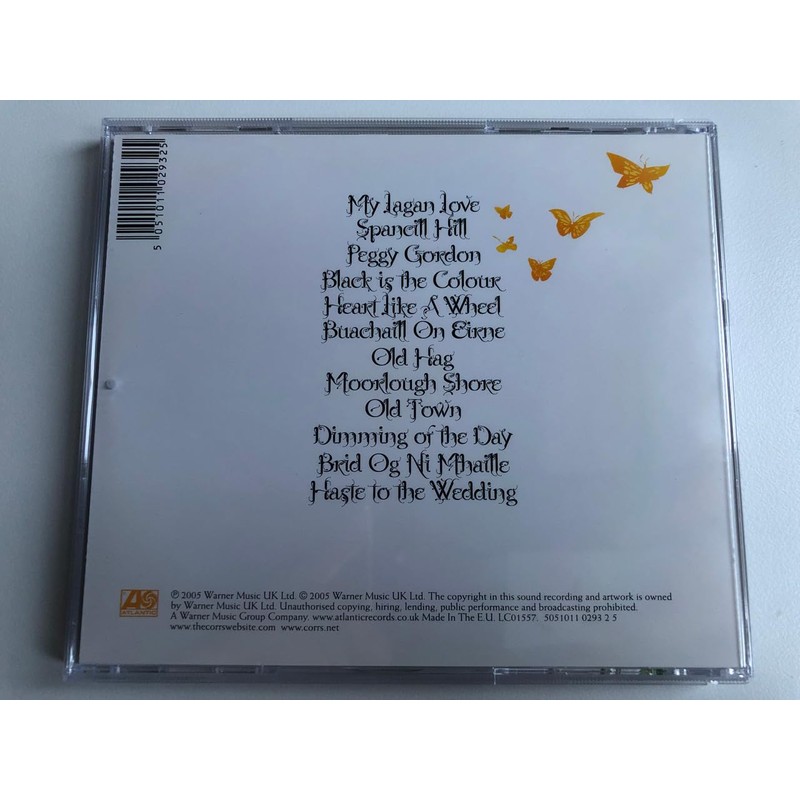 My Lagan Love
Spancill Hill
Peggy Gordon
Black is the Colour
Heart Like A Wheel
Buachaill On Eirne
Old Hag
Moorlough Shore
Old Town
Dimming of the Day
Brid Og Ni Mhaille
Haste to the Wedding
5 051011 029325
ATLANTIC
℗ 2005 Warner Music UK Ltd. © 2005 Warner Music UK Ltd. The copyright in this sound recording and artwork is owned
by Warner Music UK Ltd. Unauthorised copying, hiring, lending, public performance and broadcasting prohibited.
A Warner Music Group Company. www.atlanticrecords.co.uk Made In The E.U. LC01557. 5051011 0293 2 5
www.thecorrswebsite.com www.corrs.net